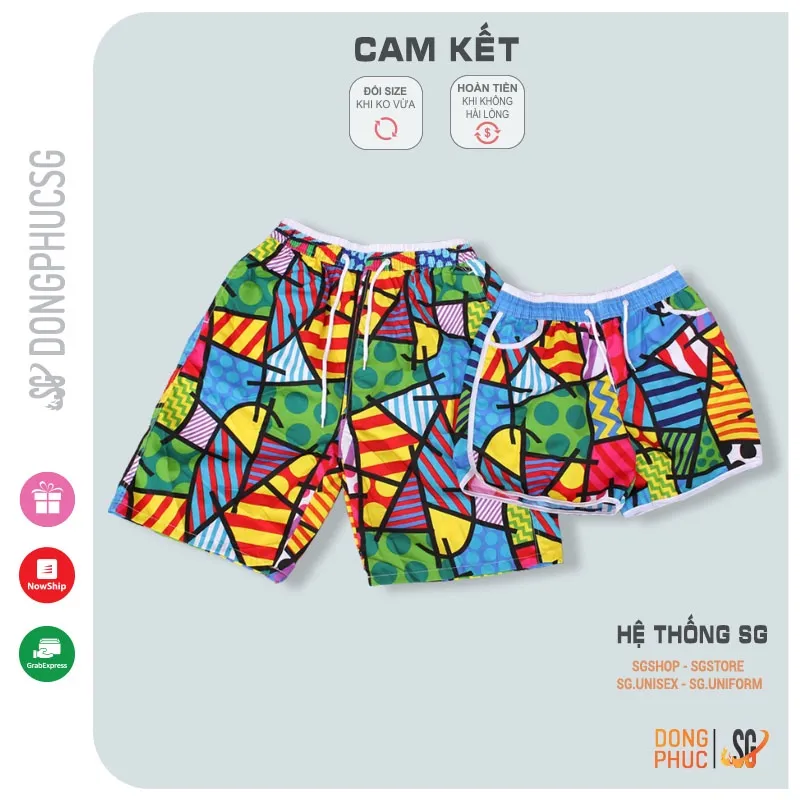 CAM KẾT
ĐỔI SIZE
KHI KO VỪA
HOÀN TIỀN
KHI KHÔNG
HÀI LÒNG
$
SG DONGPHUCSG
NowShip
GrabExpress
HỆ THỐNG SG
SGSHOP - SGSTORE
SG.UNISEX - SG.UNIFORM
DONG
PHUC
SG